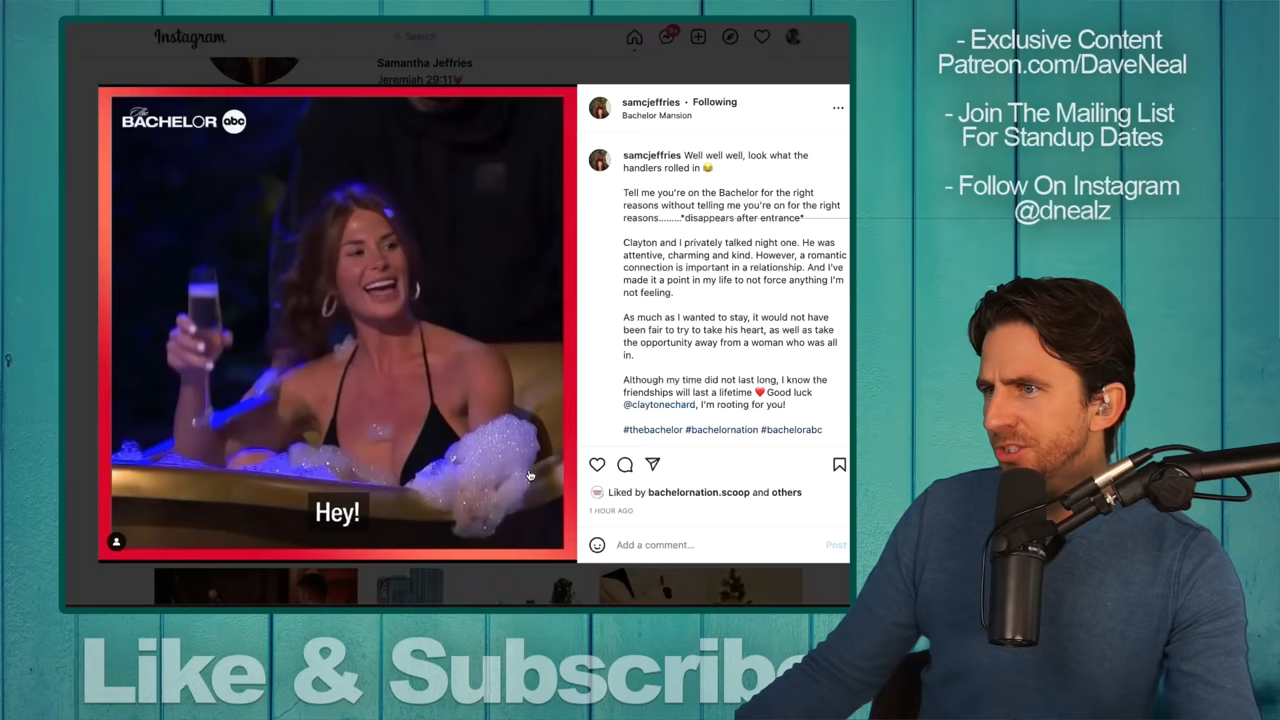 Instagram
Search
Samantha Jeffries
Jeremiah 29:11
The
BACHELOR abc
Hey!
samcjeffries • Following
Bachelor Mansion
samcjeffries Well well well, look what the
handlers rolled in 😂
Tell me you're on the Bachelor for the right
reasons without telling me you're on for the right
reasons.........*disappears after entrance*
Clayton and I privately talked night one. He was
attentive, charming and kind. However, a romantic
connection is important in a relationship. And I've
made it a point in my life to not force anything I'm
not feeling.
As much as I wanted to stay, it would not have
been fair to try to take his heart, as well as take
the opportunity away from a woman who was all
in.
Although my time did not last long, I know the
friendships will last a lifetime ❤️ Good luck
@claytonechard, I'm rooting for you!
#thebachelor #bachelornation #bachelorabc
Liked by bachelornation.scoop and others
1 HOUR AGO
Add a comment...
Post
- Exclusive Content
Patreon.com/DaveNeal
- Join The Mailing List
For Standup Dates
- Follow On Instagram
@dnealz
Like & Subscribe